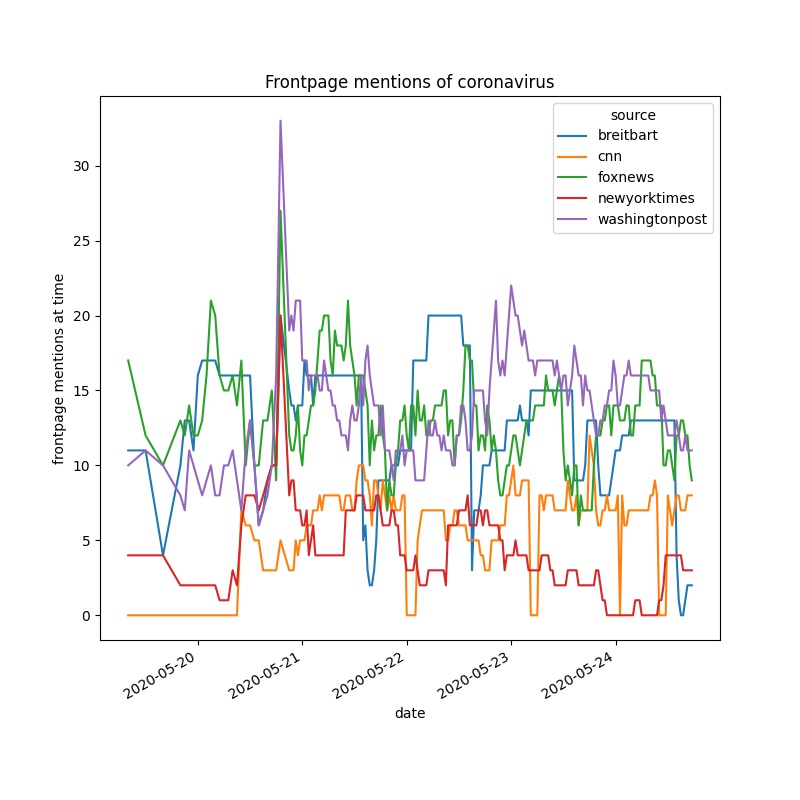 Frontpage mentions of coronavirus
source
breitbart
cnn
foxnews
newyorktimes
washingtonpost
frontpage mentions at time
30
25
20
15
10
5
0
2020-05-20
2020-05-21
2020-05-22
2020-05-23
2020-05-24
date